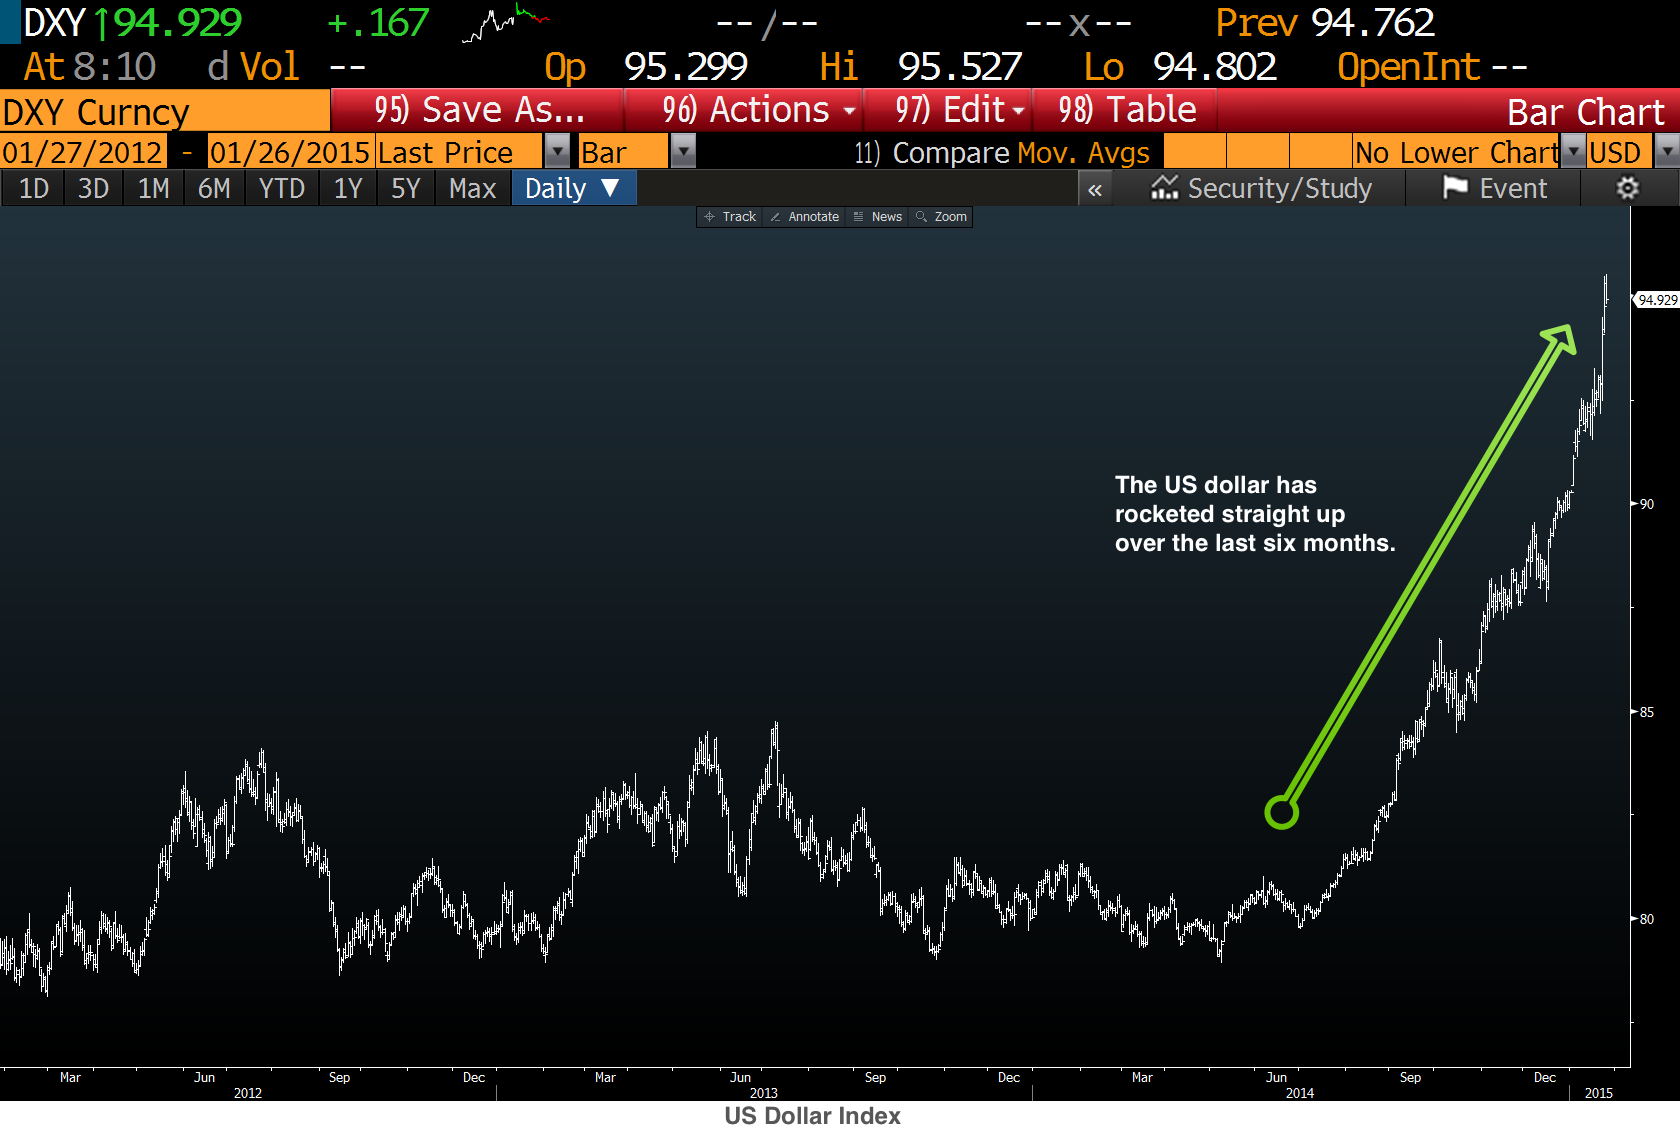 DXY ↑94.929 +.167 --/-- --x-- Prev 94.762
At 8:10 d Vol -- Op 95.299 Hi 95.527 Lo 94.802 OpenInt --
DXY Curncy 95) Save As... 96) Actions 97) Edit 98) Table Bar Chart
01/27/2012 - 01/26/2015 Last Price Bar 11) Compare Mov. Avgs No Lower Chart USD
1D 3D 1M 6M YTD 1Y 5Y Max Daily ▼ « Security/Study Event
Track Annotate News Zoom
94.929
The US dollar has
rocketed straight up
over the last six months.
90
85
80
Mar Jun Sep Dec Mar Jun Sep Dec Mar Jun Sep Dec
2012 2013 2014 2015
US Dollar Index